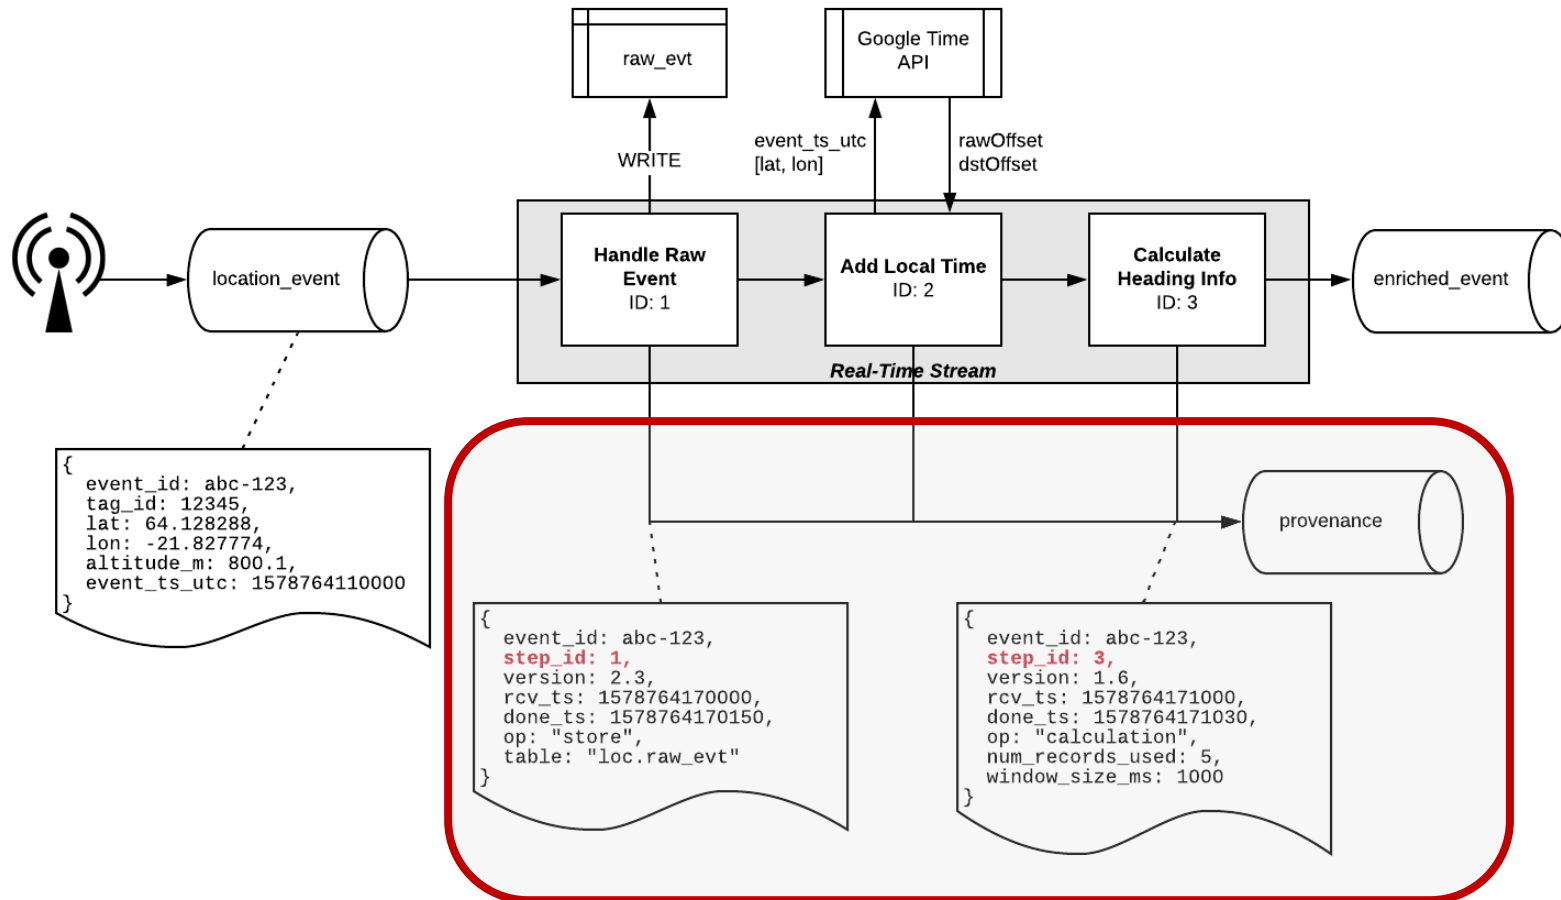 raw_evt
Google Time
API
WRITE
event_ts_utc
[lat, lon]
rawOffset
dstOffset
location_event
Handle Raw
Event
ID: 1
Add Local Time
ID: 2
Calculate
Heading Info
ID: 3
enriched_event
Real-Time Stream
{
event_id: abc-123,
tag_id: 12345,
lat: 64.128288,
lon: -21.827774,
altitude_m: 800.1,
event_ts_utc: 1578764110000
}
provenance
{
event_id: abc-123,
step_id: 1,
version: 2.3,
rcv_ts: 1578764170000,
done_ts: 1578764170150,
op: "store",
table: "loc.raw_evt"
}
{
event_id: abc-123,
step_id: 3,
version: 1.6,
rcv_ts: 1578764171000,
done_ts: 1578764171030,
op: "calculation",
num_records_used: 5,
window_size_ms: 1000
}